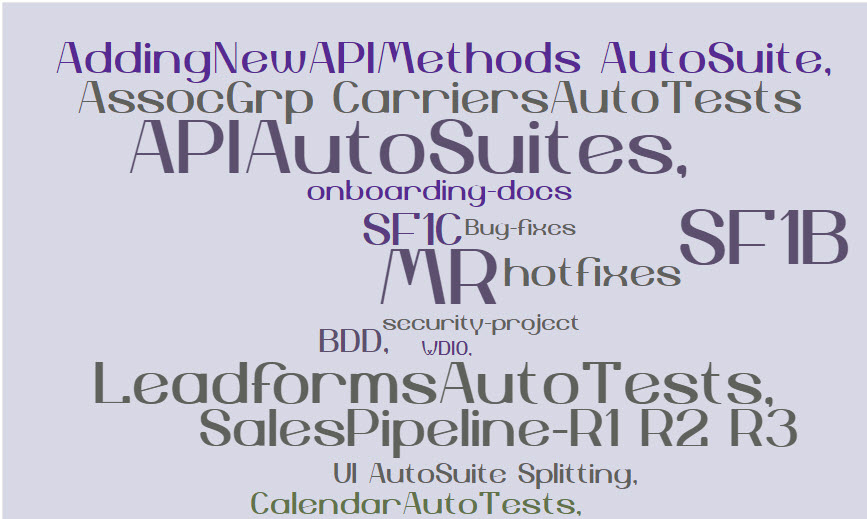 AddingNewAPIMethods AutoSuite,
AssocGrp CarriersAutoTests
APIAutoSuites,
onboarding-docs
SF1C Bug-fixes SF1B
MR hotfixes
security-project
BDD, WDIO,
LeadformsAutoTests,
SalesPipeline-R1 R2 R3
UI AutoSuite Splitting,
CalendarAutoTests,